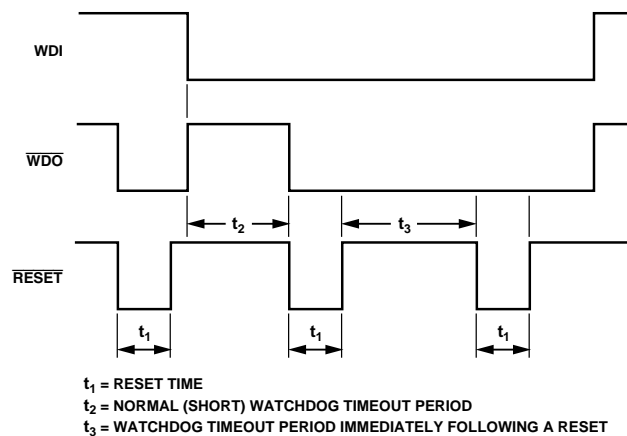 WDI
WDO
t2
t3
RESET
t1
t1
t1
t1 = RESET TIME
t2 = NORMAL (SHORT) WATCHDOG TIMEOUT PERIOD
t3 = WATCHDOG TIMEOUT PERIOD IMMEDIATELY FOLLOWING A RESET